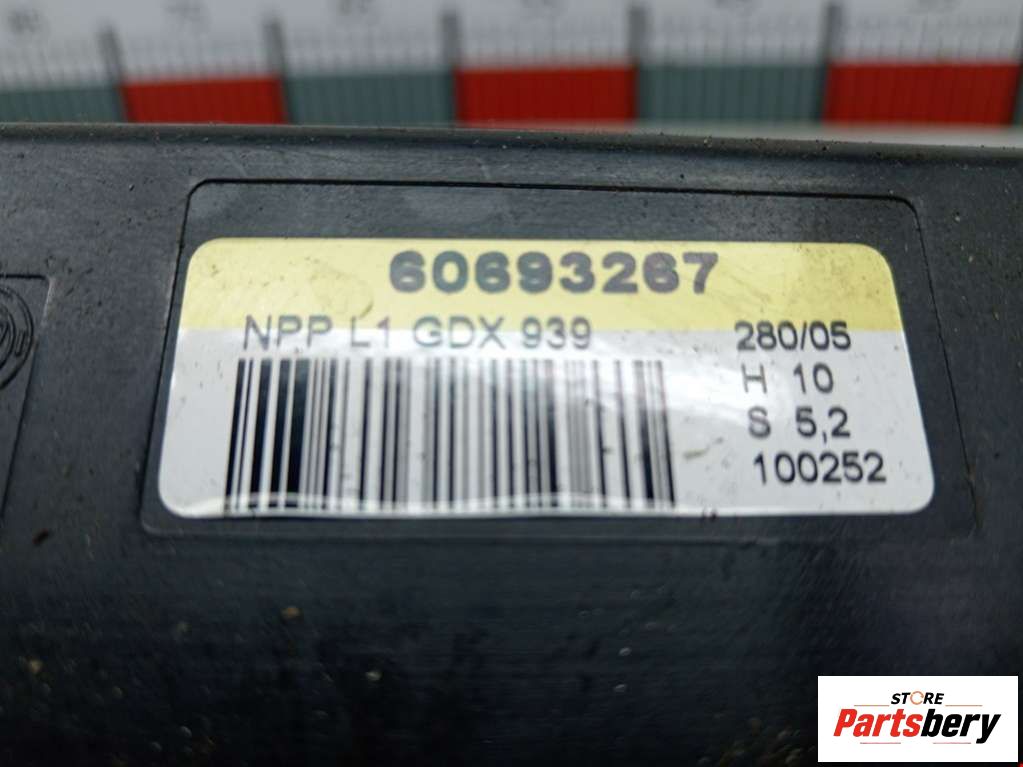 60693267
NPP L1 GDX 939
280/05
H 10
S 5,2
100252
STORE
Partsbery